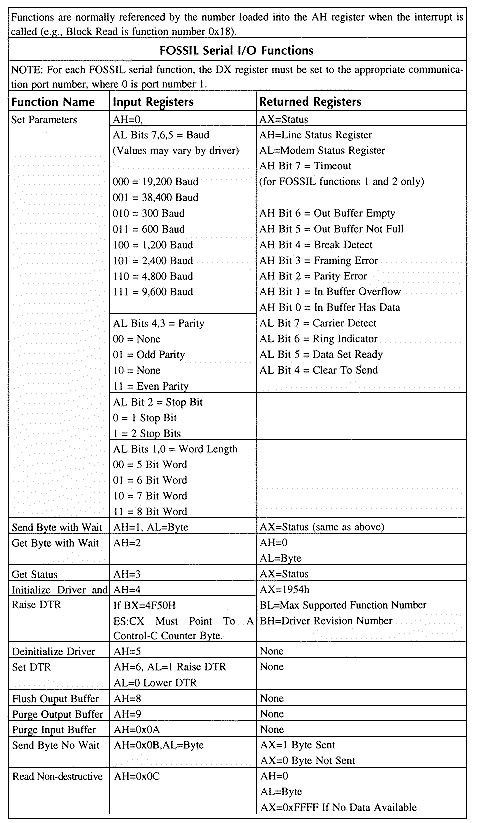 Functions are normally referenced by the number loaded into the AH register when the interrupt is
called (e.g., Block Read is function number 0x18).
FOSSIL Serial I/O Functions
NOTE: For each FOSSIL serial function, the DX register must be set to the appropriate communica-
tion port number, where 0 is port number 1.
Function Name Input Registers Returned Registers
Set Parameters AH=0, AX=Status
AL Bits 7,6,5 = Baud AH=Line Status Register
(Values may vary by driver) AL=Modem Status Register
AH Bit 7 = Timeout
000 = 19,200 Baud (for FOSSIL functions 1 and 2 only)
001 = 38,400 Baud
010 = 300 Baud AH Bit 6 = Out Buffer Empty
011 = 600 Baud AH Bit 5 = Out Buffer Not Full
100 = 1,200 Baud AH Bit 4 = Break Detect
101 = 2,400 Baud AH Bit 3 = Framing Error
110 = 4,800 Baud AH Bit 2 = Parity Error
111 = 9,600 Baud AH Bit 1 = In Buffer Overflow
AH Bit 0 = In Buffer Has Data
AL Bits 4,3 = Parity AL Bit 7 = Carrier Detect
00 = None AL Bit 6 = Ring Indicator
01 = Odd Parity AL Bit 5 = Data Set Ready
10 = None AL Bit 4 = Clear To Send
11 = Even Parity
AL Bit 2 = Stop Bit
0 = 1 Stop Bit
1 = 2 Stop Bits
AL Bits 1,0 = Word Length
00 = 5 Bit Word
01 = 6 Bit Word
10 = 7 Bit Word
11 = 8 Bit Word
Send Byte with Wait AH=1, AL=Byte AX=Status (same as above)
Get Byte with Wait AH=2 AH=0
AL=Byte
Get Status AH=3 AX=Status
Initialize Driver and AH=4 AX=1954h
Raise DTR If BX=4F50H BL=Max Supported Function Number
ES:CX Must Point To A BH=Driver Revision Number
Control-C Counter Byte.
Deinitialize Driver AH=5 None
Set DTR AH=6, AL=1 Raise DTR None
AL=0 Lower DTR
Flush Ouput Buffer AH=8 None
Purge Output Buffer AH=9 None
Purge Input Buffer AH=0x0A None
Send Byte No Wait AH=0x0B,AL=Byte AX=1 Byte Sent
AX=0 Byte Not Sent
Read Non-destructive AH=0x0C AH=0
AL=Byte
AX=0xFFFF If No Data Available